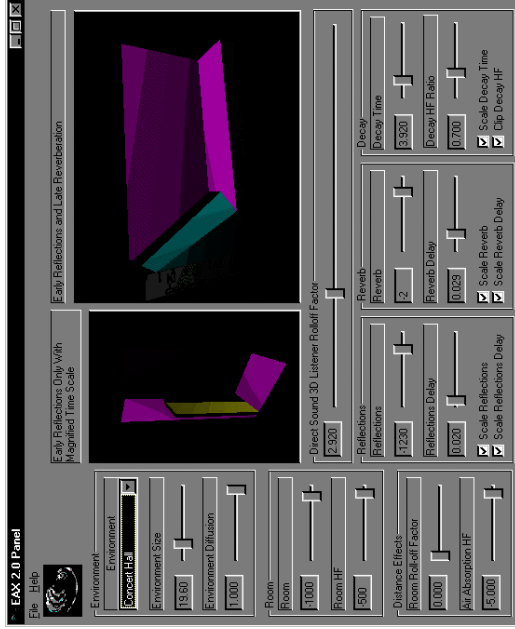 EAX 2.0 Panel
File Help
Environment
Environment
Concert Hall
Environment Size
19.60
Environment Diffusion
1.000
Room
Room
-1000
Room HF
-500
Distance Effects
Room Roll-off Factor
0.000
Air Absorption HF
-5.000
Early Reflections Only With
Magnified Time Scale
Early Reflections and Late Reverberation
Direct Sound 3D Listener Rolloff Factor
2.920
Reflections
Reflections
-1230
Reflections Delay
0.020
Scale Reflections
Scale Reflections Delay
Reverb
Reverb
-2
Reverb Delay
0.029
Scale Reverb
Scale Reverb Delay
Decay
Decay Time
3.920
Decay HF Ratio
0.700
Scale Decay Time
Clip Decay HF